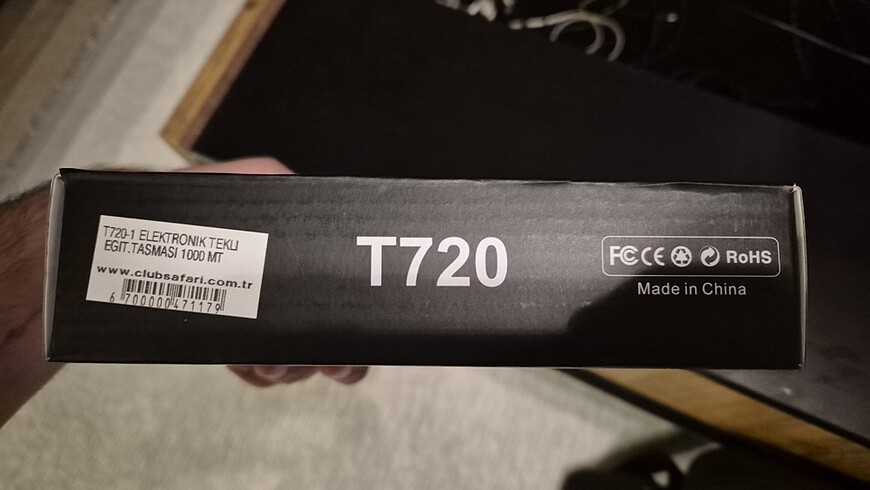 T720-1 ELEKTRONIK TEKLI
EGIT.TASMASI 1000 MT
www.clubsafari.com.tr
6 700000 471179
T720
FC CE RoHS
Made in China